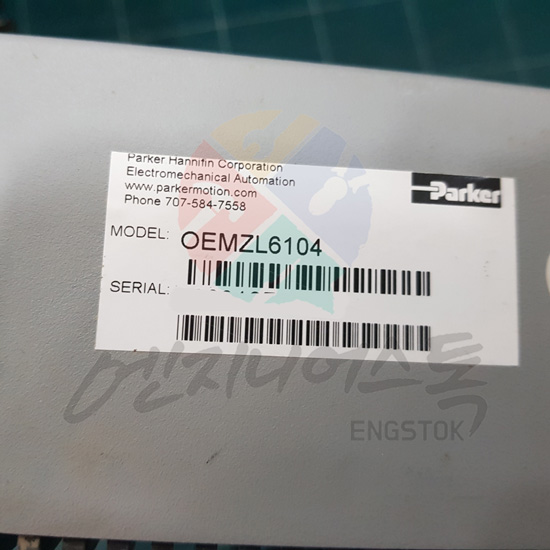 Parker Hannifin Corporation
Electromechanical Automation
www.parkermotion.com
Phone 707-584-7558
Parker
MODEL: OEMZL6104
SERIAL:
엔지니어스톡
ENGSTOK